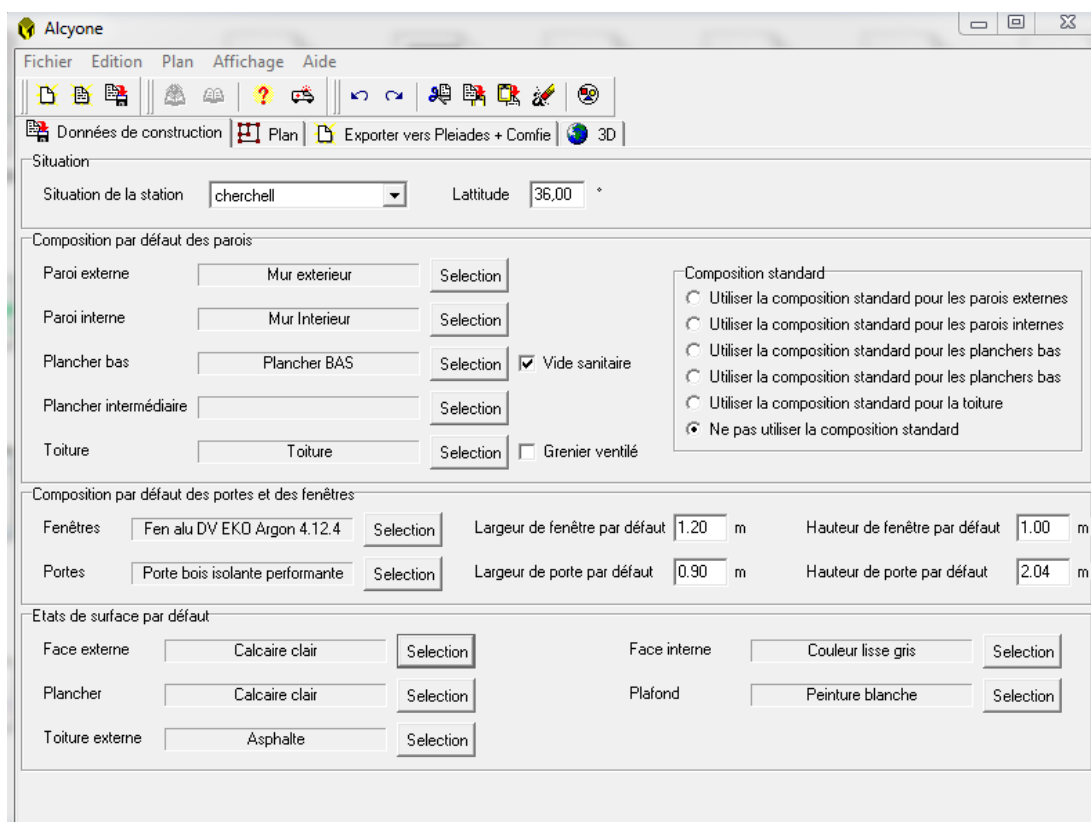 Alcyone
Fichier Edition Plan Affichage Aide
Données de construction Plan Exporter vers Pleiades + Comfie 3D
Situation
Situation de la station cherchell Lattitude 36,00 °
Composition par défaut des parois
Paroi externe Mur exterieur Selection
Paroi interne Mur Interieur Selection
Plancher bas Plancher BAS Selection Vide sanitaire
Plancher intermédiaire Selection
Toiture Toiture Selection Grenier ventilé
Composition standard
Utiliser la composition standard pour les parois externes
Utiliser la composition standard pour les parois internes
Utiliser la composition standard pour les planchers bas
Utiliser la composition standard pour les planchers bas
Utiliser la composition standard pour la toiture
Ne pas utiliser la composition standard
Composition par défaut des portes et des fenêtres
Fenêtres Fen alu DV EKO Argon 4.12.4 Selection Largeur de fenêtre par défaut 1.20 m Hauteur de fenêtre par défaut 1.00 m
Portes Porte bois isolante performante Selection Largeur de porte par défaut 0.90 m Hauteur de porte par défaut 2.04 m
Etats de surface par défaut
Face externe Calcaire clair Selection Face interne Couleur lisse gris Selection
Plancher Calcaire clair Selection Plafond Peinture blanche Selection
Toiture externe Asphalte Selection